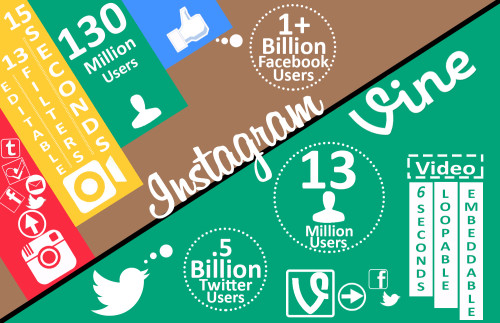 15
SECONDS
13
FILTERS
EDITABLE
130
Million
Users
1+
Billion
Facebook
Users
Instagram
Vine
13
Million
Users
.5
Billion
Twitter
Users
Video
6 SECONDS
LOOPABLE
EMBEDDABLE
t
f
V
f